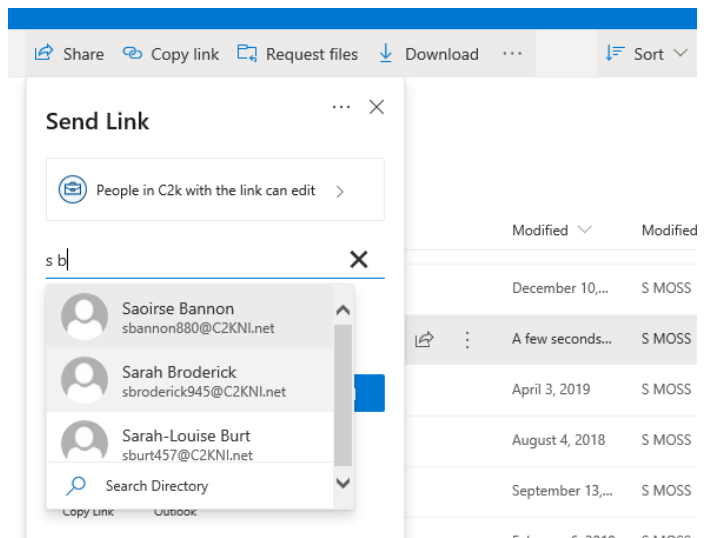 Share Copy link Request files Download ... Sort
Send Link
...
People in C2k with the link can edit
Modified Modified
s b
December 10,... S MOSS
Saoirse Bannon
sbannon880@C2KNI.net
A few seconds... S MOSS
Sarah Broderick
sbroderick945@C2KNI.net
April 3, 2019 S MOSS
Sarah-Louise Burt
sburt457@C2KNI.net
August 4, 2018 S MOSS
Search Directory
September 13,... S MOSS
Copy Link Outlook